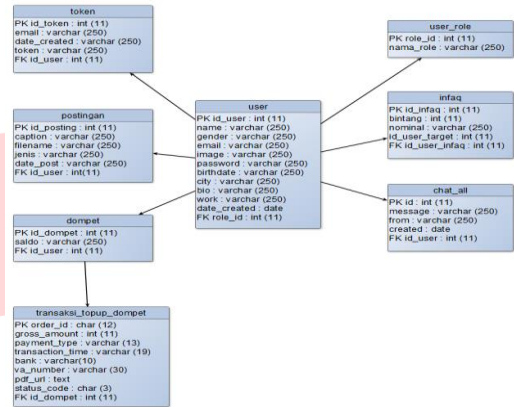 token
PK id_token : int (11)
email : varchar (250)
date_created : varchar (250)
token : varchar (250)
FK id_user : int (11)
user_role
PK role_id : int (11)
nama_role : varchar (250)
postingan
PK id_posting : int (11)
caption : varchar (250)
filename : varchar (250)
jenis : varchar (250)
date_post : varchar (250)
FK id_user : int(11)
user
PK id_user : int (11)
name : varchar (250)
gender : varchar (250)
email : varchar (250)
image : varchar (250)
password : varchar (250)
birthdate : varchar (250)
city : varchar (250)
bio : varchar (250)
work : varchar (250)
date_created : date
FK role_id : int (11)
infaq
PK id_infaq : int (11)
bintang : int (11)
nominal : varchar (250)
id_user_target : int (11)
FK id_user_infaq : int (11)
chat_all
PK id : int (11)
message : varchar (250)
from : varchar (250)
created : date
FK id_user : int (11)
dompet
PK id_dompet : int (11)
saldo : varchar (250)
FK id_user : int (11)
transaksi_topup_dompet
PK order_id : char (12)
gross_amount : int (11)
payment_type : varchar (13)
transaction_time : varchar (19)
bank : varchar(10)
va_number : varchar (30)
pdf_url : text
status_code : char (3)
FK id_dompet : int (11)